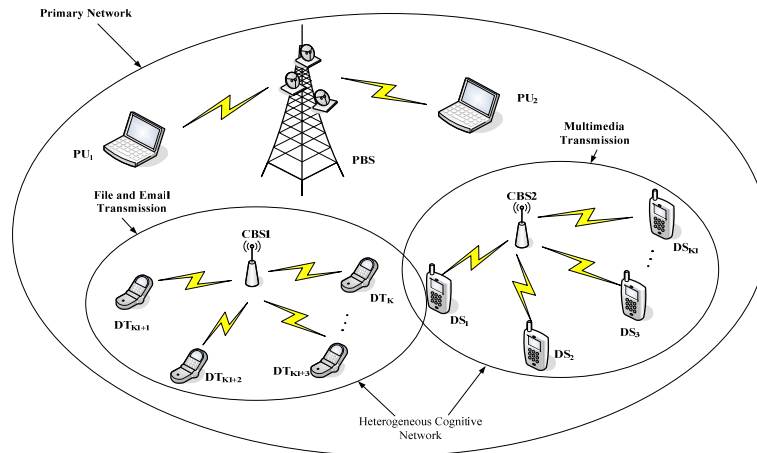 Primary Network
PU1
PBS
PU2
Multimedia
Transmission
File and Email
Transmission
CBS1
CBS2
DSK1
DTK
DTK1+1
DS1
DS3
DS2
DTK1+2
DTK1+3
Heterogeneous Cognitive
Network